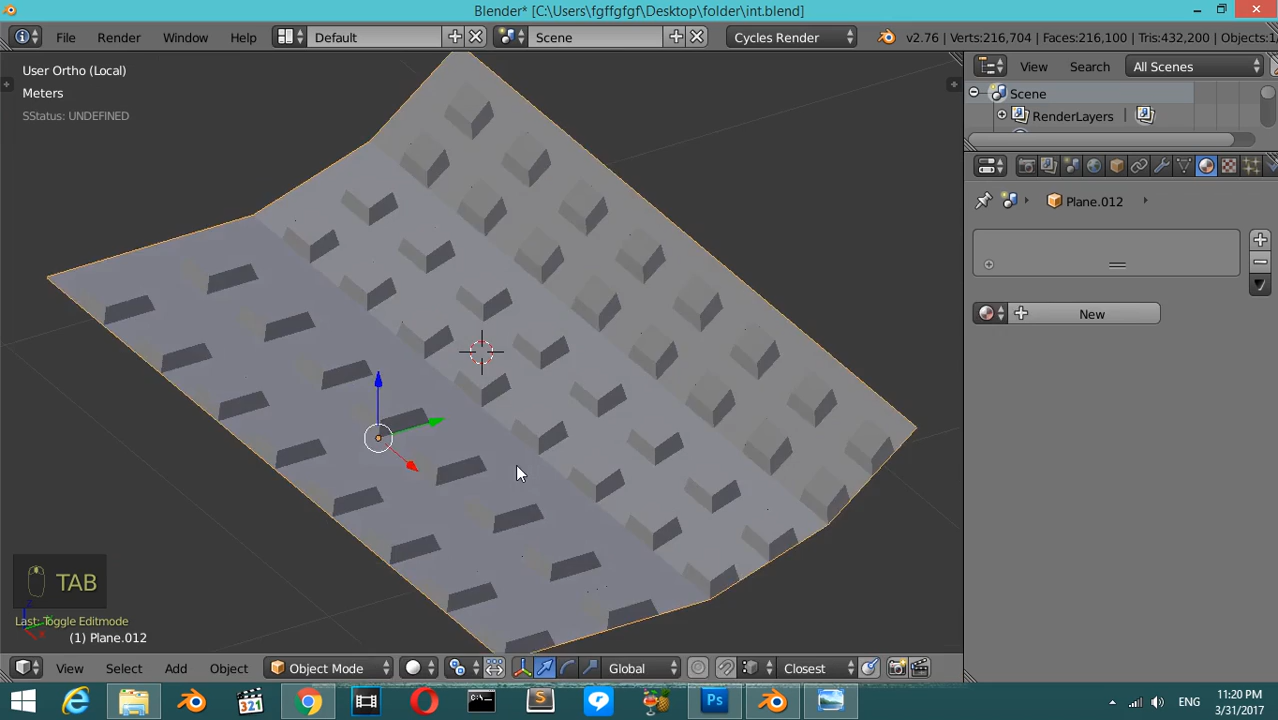 Blender* [C:\Users\fgffgfgf\Desktop\folder\int.blend]
File Render Window Help Default Scene Cycles Render v2.76 | Verts:216,704 | Faces:216,100 | Tris:432,200 | Objects:1
User Ortho (Local)
Meters
SStatus: UNDEFINED
View Search All Scenes
Scene
RenderLayers
Plane.012
New
TAB
Last: Toggle Editmode
(1) Plane.012
View Select Add Object Object Mode Global Closest
321
Ps
S
ENG
11:20 PM
3/31/2017